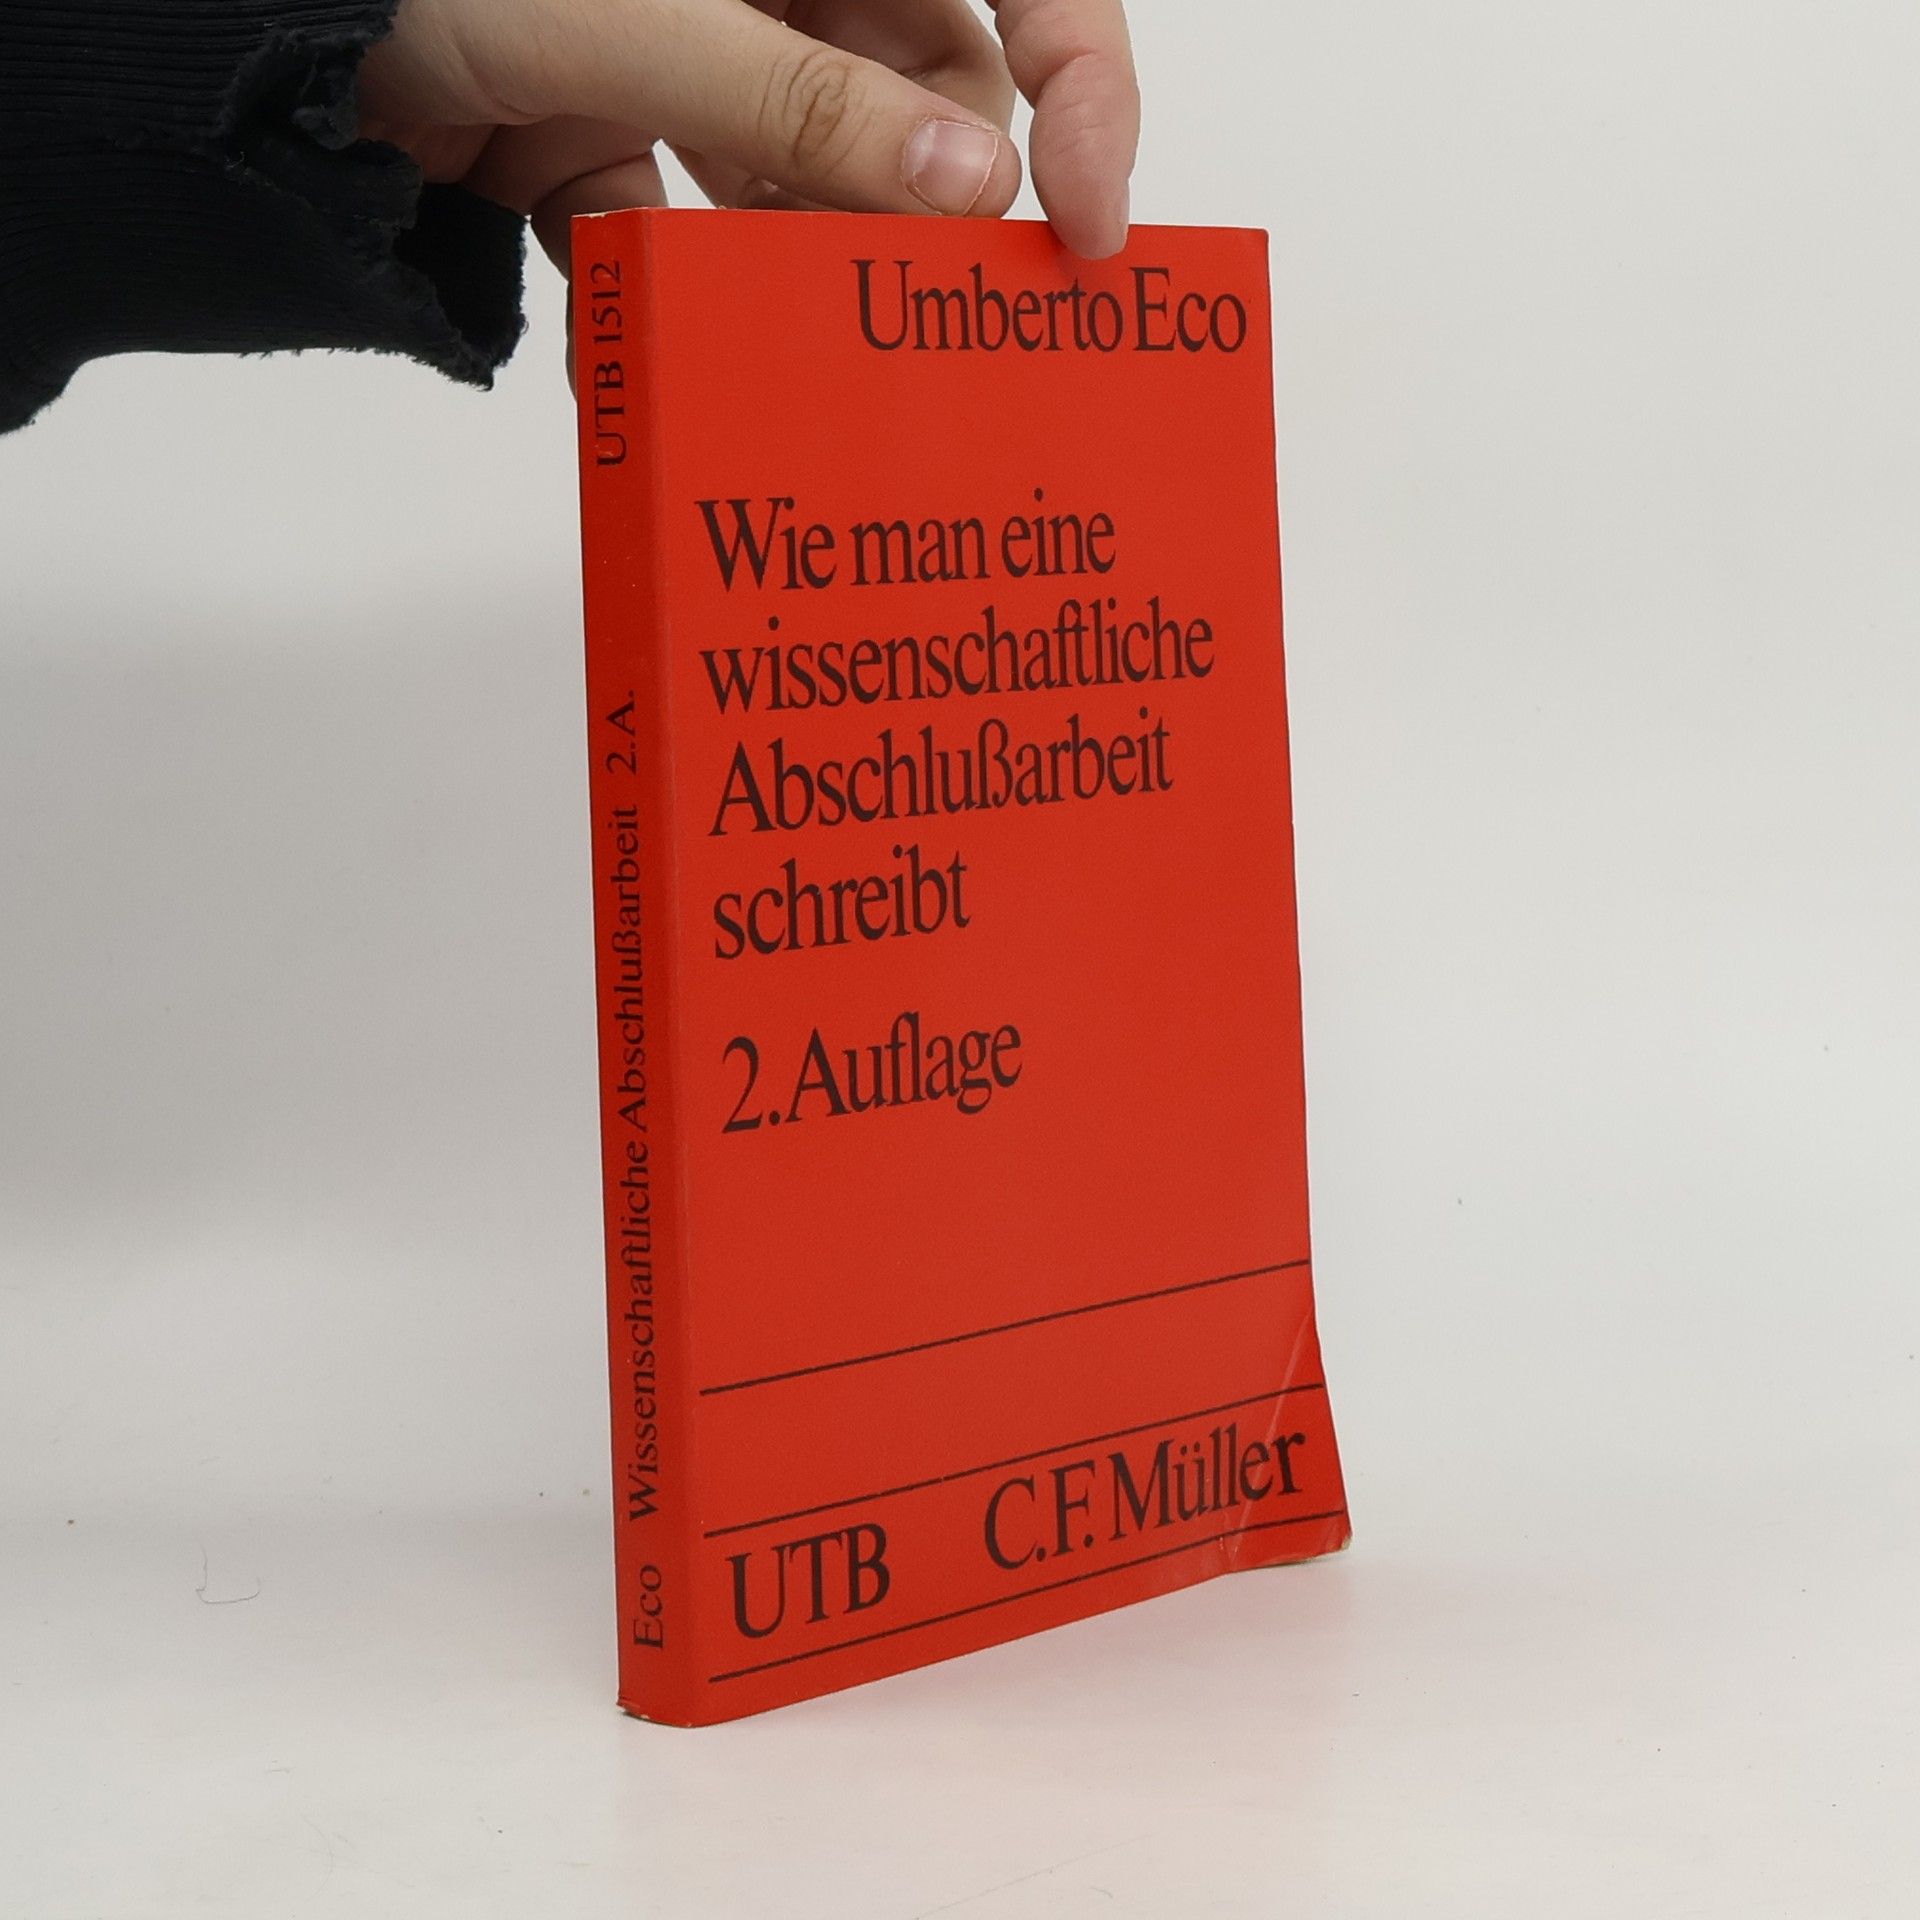 Umberto Eco
Wie man eine
wissenschaftliche
Abschlußarbeit
schreibt
2. Auflage
UTB C.F. Müller
Eco Wissenschaftliche Abschlußarbeit 2.A. UTB 1512